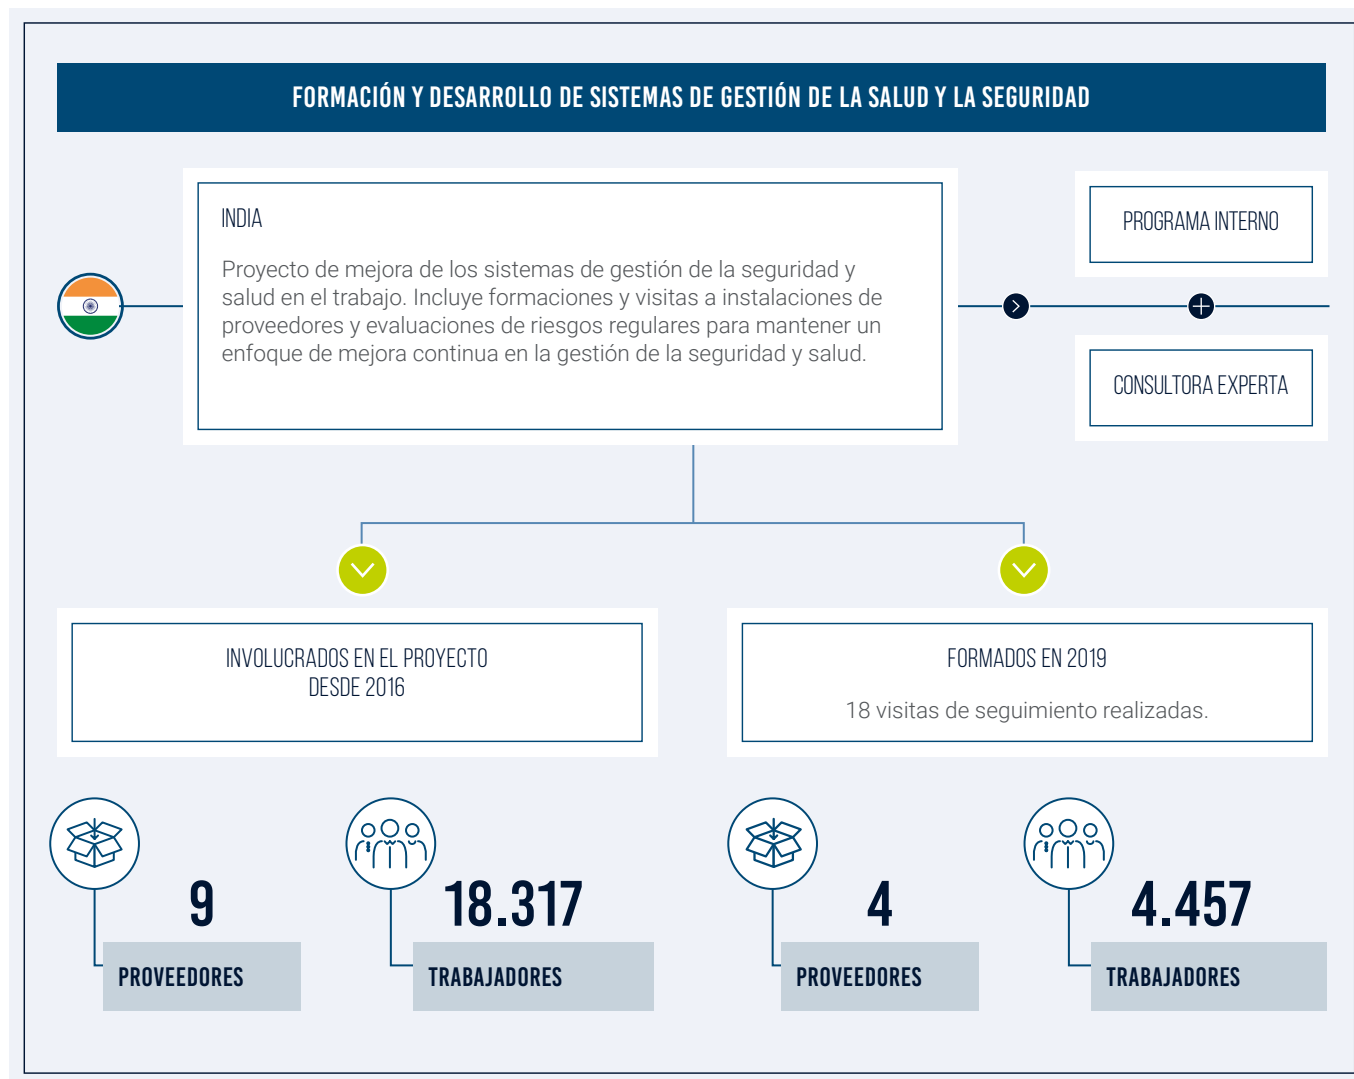 FORMACIÓN Y DESARROLLO DE SISTEMAS DE GESTIÓN DE LA SALUD Y LA SEGURIDAD
INDIA
Proyecto de mejora de los sistemas de gestión de la seguridad y
salud en el trabajo. Incluye formaciones y visitas a instalaciones de
proveedores y evaluaciones de riesgos regulares para mantener un
enfoque de mejora continua en la gestión de la seguridad y salud.
PROGRAMA INTERNO
CONSULTORA EXPERTA
INVOLUCRADOS EN EL PROYECTO
DESDE 2016
9
PROVEEDORES
18.317
TRABAJADORES
FORMADOS EN 2019
18 visitas de seguimiento realizadas.
4
PROVEEDORES
4.457
TRABAJADORES